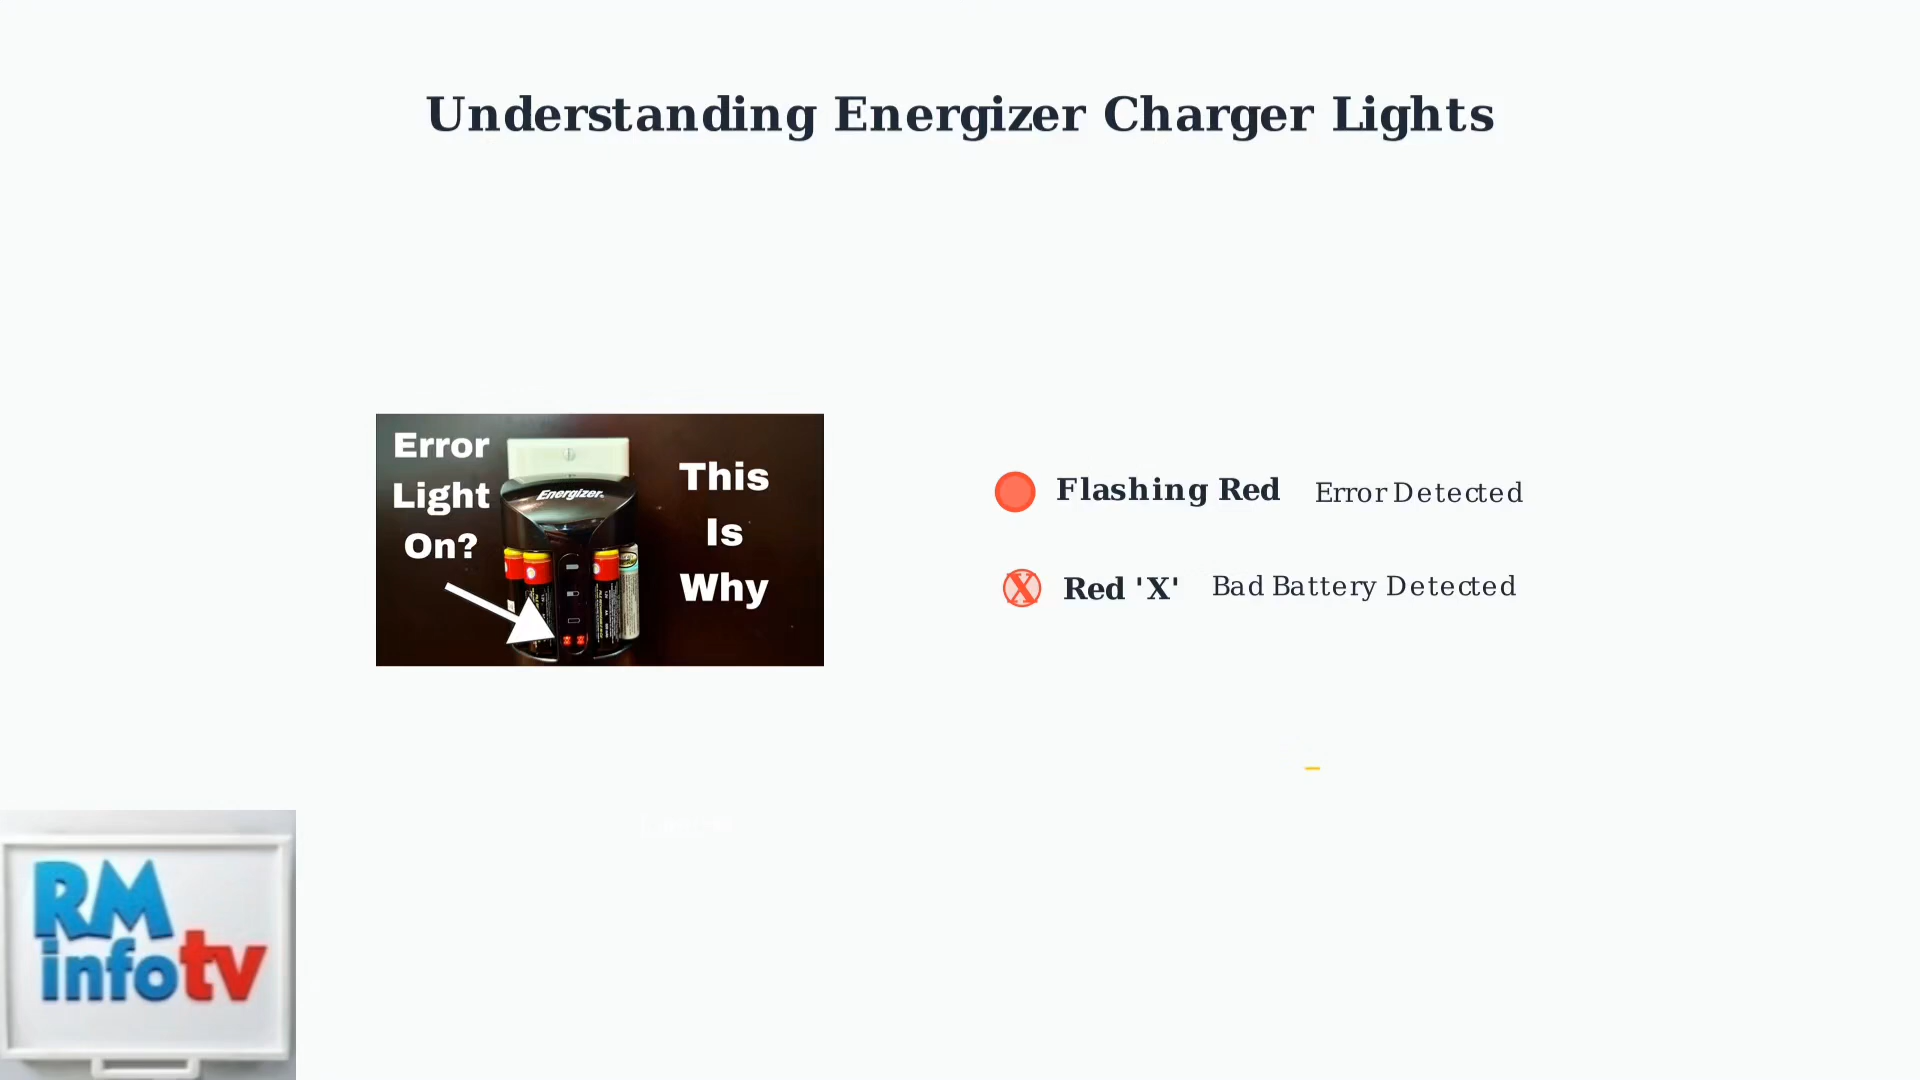 Understanding Energizer Charger Lights
Error
Light
On?
This
Is
Why
Energizer
Flashing Red Error Detected
X Red 'X' Bad Battery Detected
RM
infotv